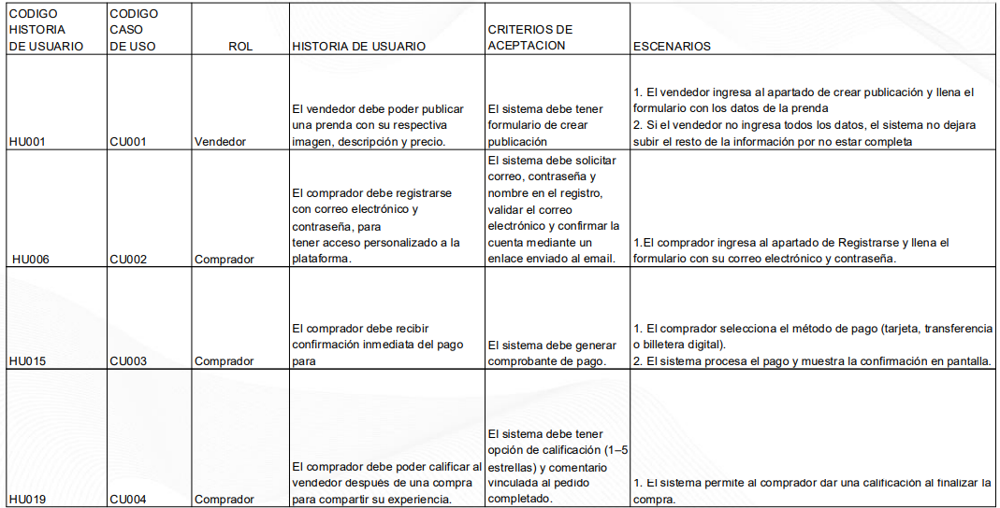 CODIGO
HISTORIA
DE USUARIO
CODIGO
CASO
DE USO
ROL
HISTORIA DE USUARIO
CRITERIOS DE
ACEPTACION
ESCENARIOS
HU001
CU001
Vendedor
El vendedor debe poder publicar
una prenda con su respectiva
imagen, descripción y precio.
El sistema debe tener
formulario de crear
publicación
1. El vendedor ingresa al apartado de crear publicación y llena el
formulario con los datos de la prenda
2. Si el vendedor no ingresa todos los datos, el sistema no dejara
subir el resto de la información por no estar completa
HU006
CU002
Comprador
El comprador debe registrarse
con correo electrónico y
contraseña, para
tener acceso personalizado a la
plataforma.
El sistema debe solicitar
correo, contraseña y
nombre en el registro,
validar el correo
electrónico y confirmar la
cuenta mediante un
enlace enviado al email.
1.El comprador ingresa al apartado de Registrarse y llena el
formulario con su correo electrónico y contraseña.
HU015
CU003
Comprador
El comprador debe recibir
confirmación inmediata del pago
para
El sistema debe generar
comprobante de pago.
1. El comprador selecciona el método de pago (tarjeta, transferencia
o billetera digital).
2. El sistema procesa el pago y muestra la confirmación en pantalla.
HU019
CU004
Comprador
El comprador debe poder calificar al
vendedor después de una compra
para compartir su experiencia.
El sistema debe tener
opción de calificación (1–5
estrellas) y comentario
vinculada al pedido
completado.
1. El sistema permite al comprador dar una calificación al finalizar la
compra.